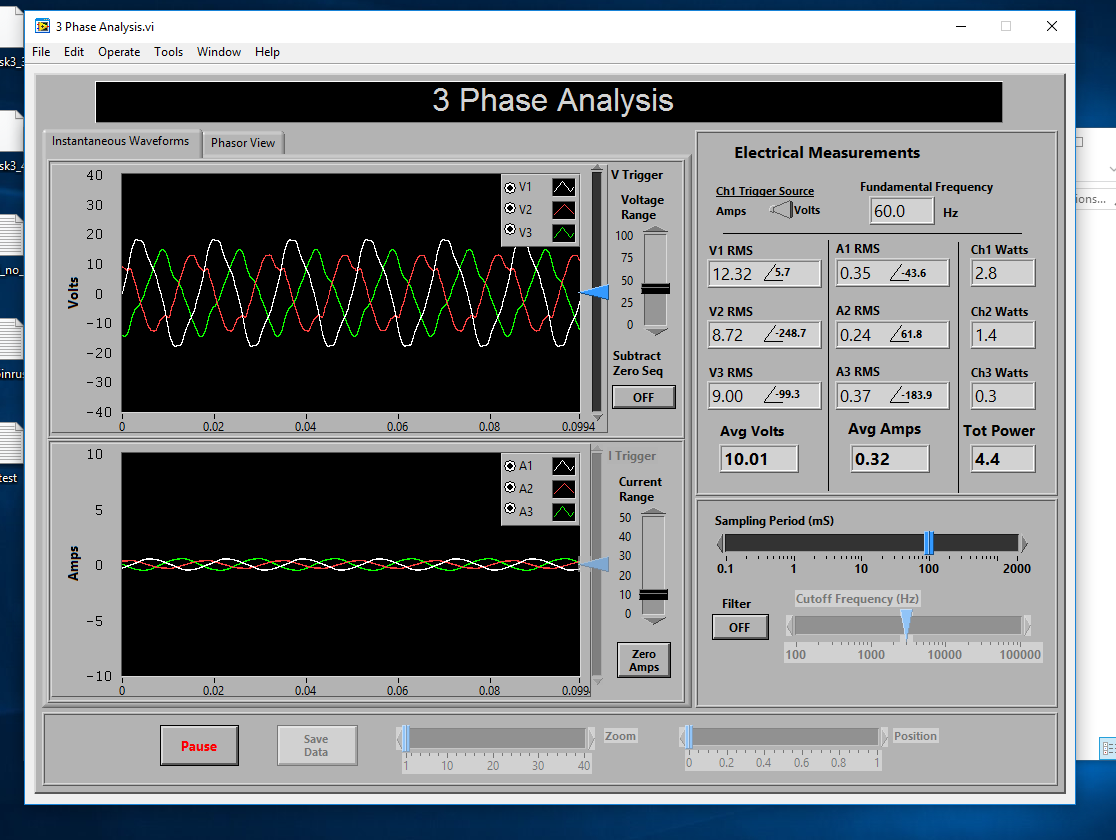 3 Phase Analysis.vi
File Edit Operate Tools Window Help
sk3_3
sk3_4
_no_
inrus
test
ions...
3 Phase Analysis
Instantaneous Waveforms
Phasor View
40
30
20
10
0
-10
-20
-30
-40
Volts
0 0.02 0.04 0.06 0.08 0.0994
V1
V2
V3
V Trigger
Voltage
Range
100
75
50
25
0
Subtract
Zero Seq
OFF
10
5
0
-5
-10
Amps
0 0.02 0.04 0.06 0.08 0.0994
A1
A2
A3
I Trigger
Current
Range
50
40
30
20
10
0
Zero
Amps
Electrical Measurements
Ch1 Trigger Source
Amps Volts
Fundamental Frequency
60.0 Hz
V1 RMS A1 RMS Ch1 Watts
12.32 ∠5.7 0.35 ∠-43.6 2.8
V2 RMS A2 RMS Ch2 Watts
8.72 ∠-248.7 0.24 ∠61.8 1.4
V3 RMS A3 RMS Ch3 Watts
9.00 ∠-99.3 0.37 ∠-183.9 0.3
Avg Volts Avg Amps Tot Power
10.01 0.32 4.4
Sampling Period (mS)
0.1 1 10 100 2000
Filter
OFF
Cutoff Frequency (Hz)
100 1000 10000 100000
Pause
Save
Data
Zoom
1 10 20 30 40
Position
0 0.2 0.4 0.6 0.8 1